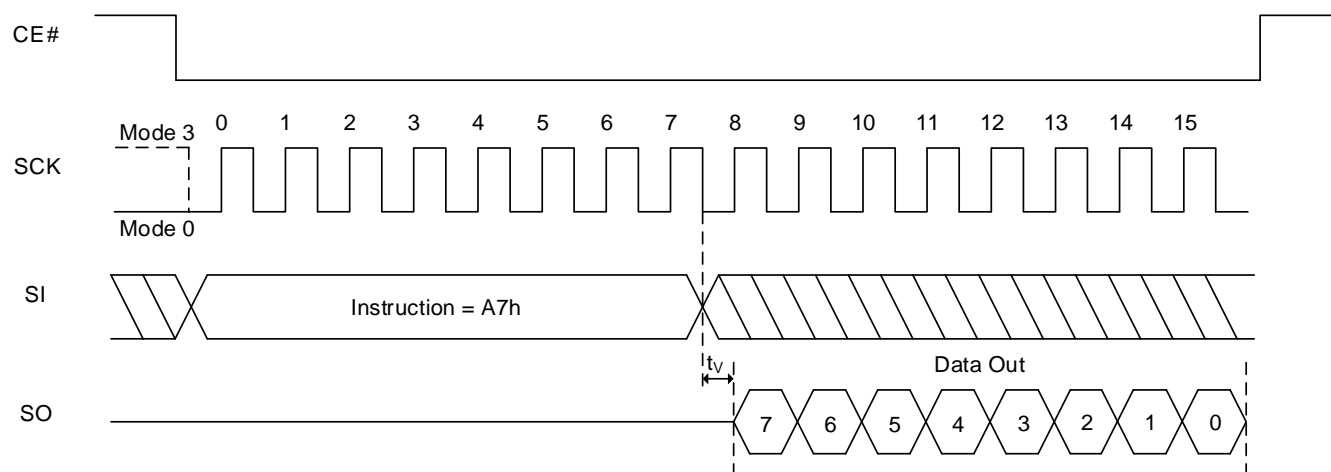 CE#
0 1 2 3 4 5 6 7 8 9 10 11 12 13 14 15
Mode 3
SCK
Mode 0
SI
Instruction = A7h
tV
Data Out
SO
7 6 5 4 3 2 1 0